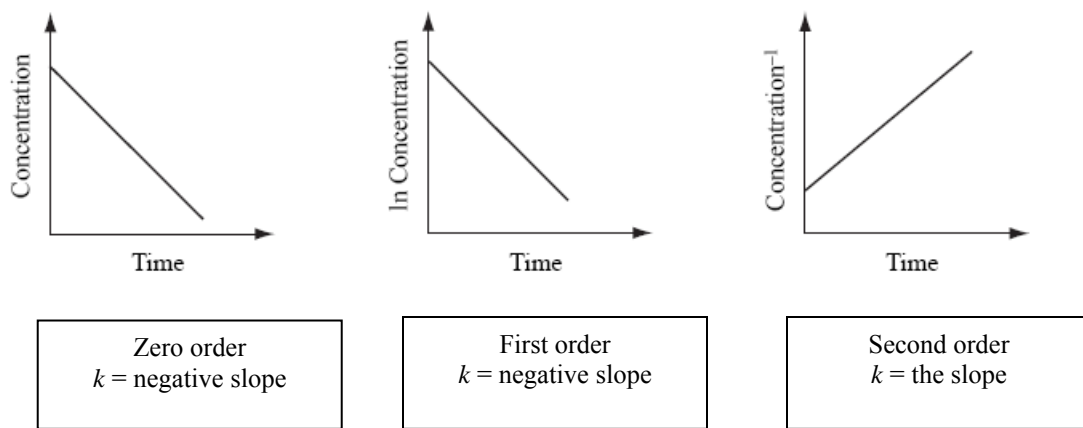 Concentration
Time
ln Concentration
Time
Concentration⁻¹
Time
Zero order
k = negative slope
First order
k = negative slope
Second order
k = the slope